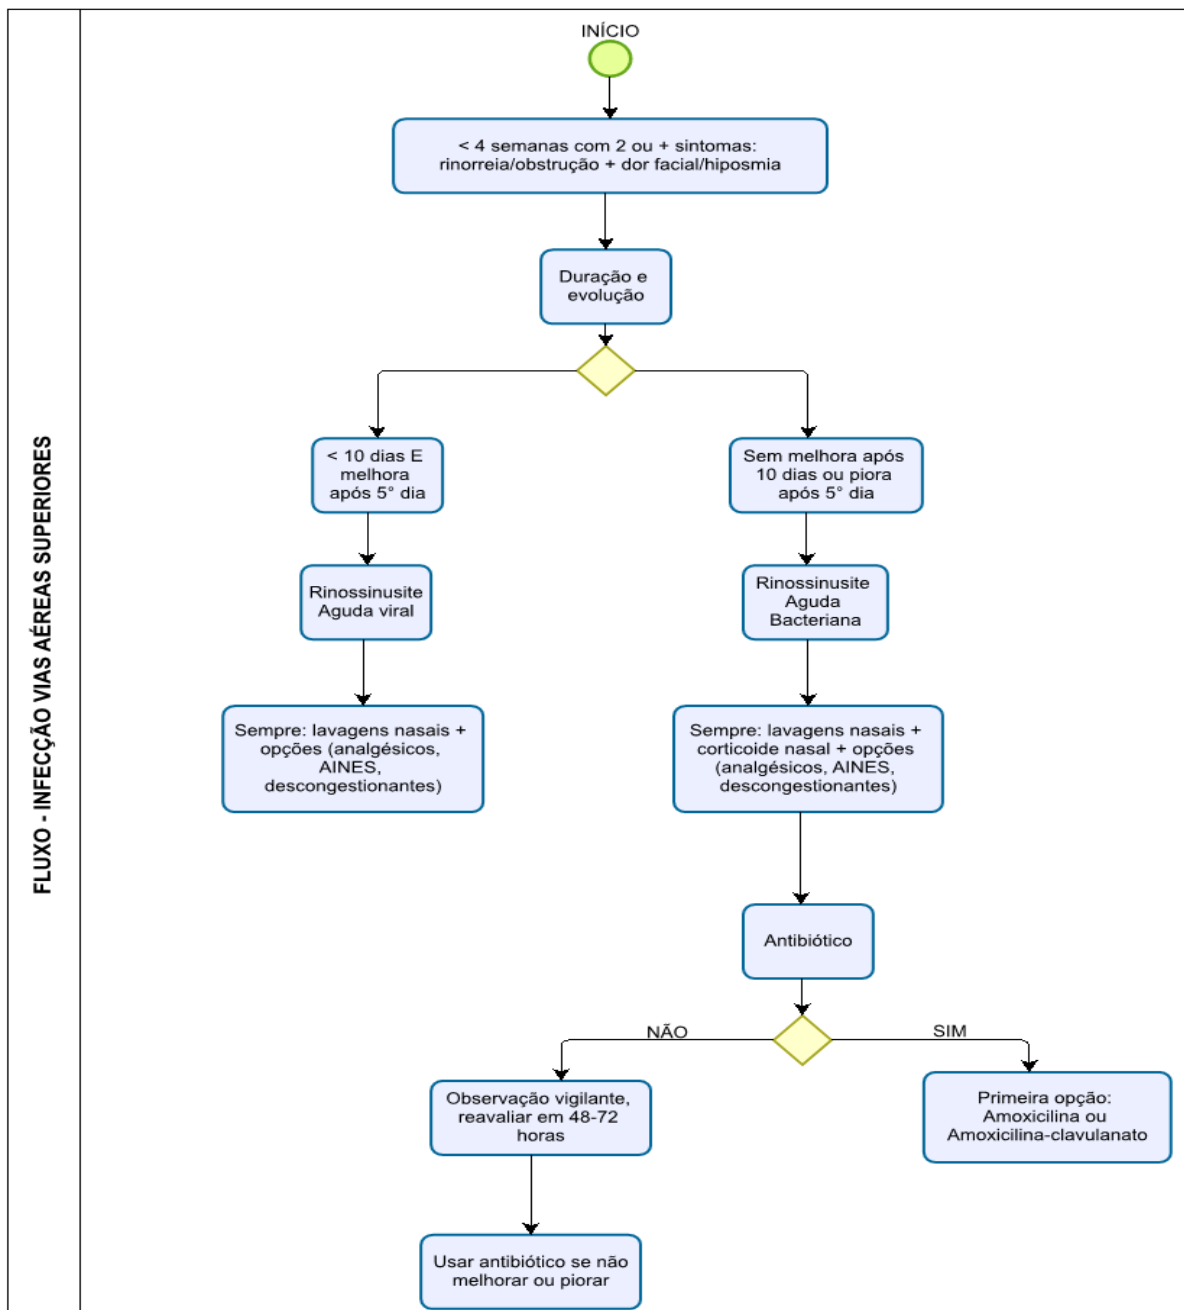 FLUXO - INFECÇÃO VIAS AÉREAS SUPERIORES
INÍCIO
< 4 semanas com 2 ou + sintomas:
rinorreia/obstrução + dor facial/hiposmia
Duração e
evolução
< 10 dias E
melhora
após 5° dia
Sem melhora após
10 dias ou piora
após 5° dia
Rinossinusite
Aguda viral
Rinossinusite
Aguda
Bacteriana
Sempre: lavagens nasais +
opções (analgésicos,
AINES,
descongestionantes)
Sempre: lavagens nasais +
corticoide nasal + opções
(analgésicos, AINES,
descongestionantes)
Antibiótico
NÃO
SIM
Observação vigilante,
reavaliar em 48-72
horas
Primeira opção:
Amoxicilina ou
Amoxicilina-clavulanato
Usar antibiótico se não
melhorar ou piorar